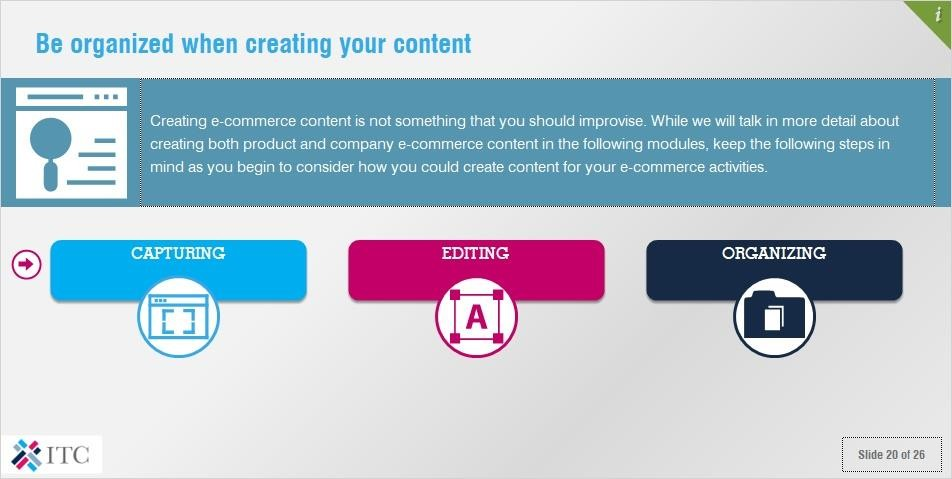 i
Be organized when creating your content
Creating e-commerce content is not something that you should improvise. While we will talk in more detail about
creating both product and company e-commerce content in the following modules, keep the following steps in
mind as you begin to consider how you could create content for your e-commerce activities.
CAPTURING
EDITING
ORGANIZING
A
ITC
Slide 20 of 26